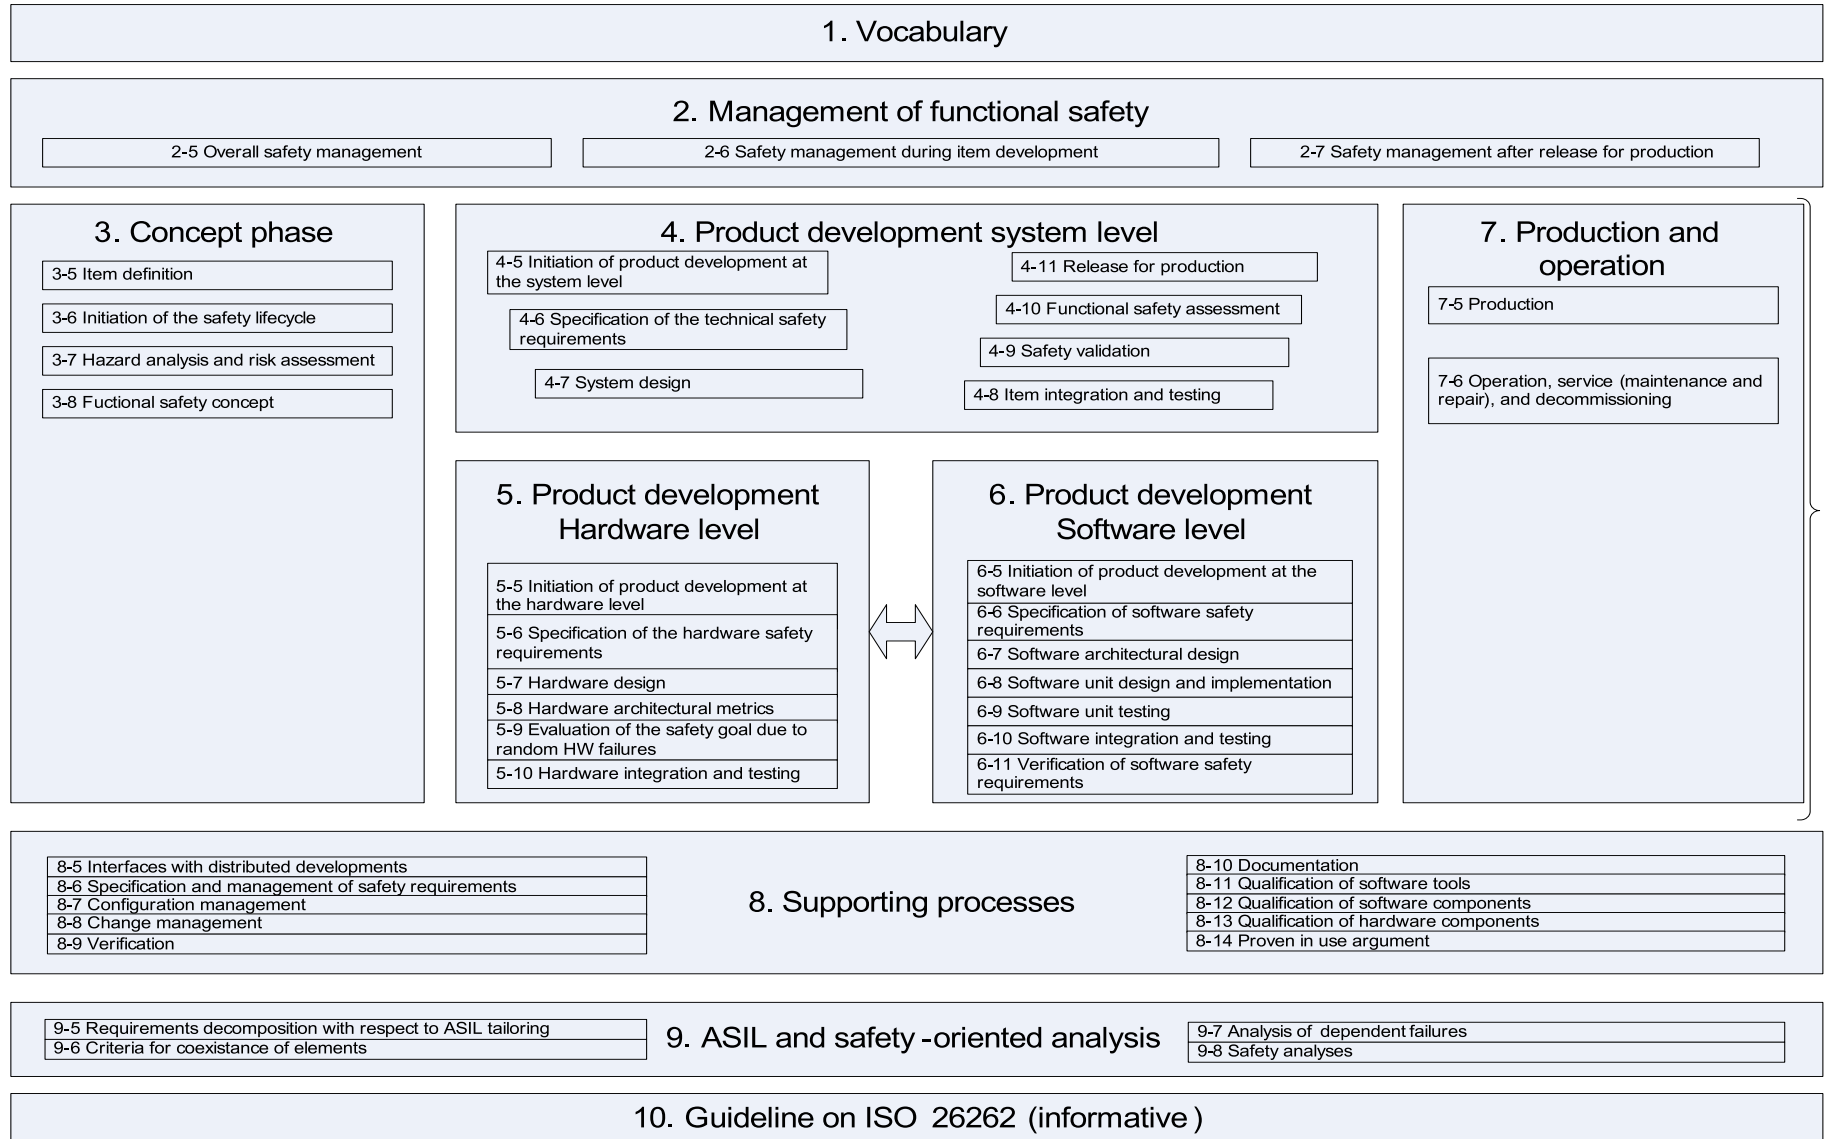 1. Vocabulary
2. Management of functional safety
2-5 Overall safety management
2-6 Safety management during item development
2-7 Safety management after release for production
3. Concept phase
3-5 Item definition
3-6 Initiation of the safety lifecycle
3-7 Hazard analysis and risk assessment
3-8 Fuctional safety concept
4. Product development system level
4-5 Initiation of product development at
the system level
4-6 Specification of the technical safety
requirements
4-7 System design
4-11 Release for production
4-10 Functional safety assessment
4-9 Safety validation
4-8 Item integration and testing
7. Production and
operation
7-5 Production
7-6 Operation, service (maintenance and
repair), and decommissioning
5. Product development
Hardware level
5-5 Initiation of product development at
the hardware level
5-6 Specification of the hardware safety
requirements
5-7 Hardware design
5-8 Hardware architectural metrics
5-9 Evaluation of the safety goal due to
random HW failures
5-10 Hardware integration and testing
6. Product development
Software level
6-5 Initiation of product development at the
software level
6-6 Specification of software safety
requirements
6-7 Software architectural design
6-8 Software unit design and implementation
6-9 Software unit testing
6-10 Software integration and testing
6-11 Verification of software safety
requirements
8-5 Interfaces with distributed developments
8-6 Specification and management of safety requirements
8-7 Configuration management
8-8 Change management
8-9 Verification
8. Supporting processes
8-10 Documentation
8-11 Qualification of software tools
8-12 Qualification of software components
8-13 Qualification of hardware components
8-14 Proven in use argument
9-5 Requirements decomposition with respect to ASIL tailoring
9-6 Criteria for coexistance of elements
9. ASIL and safety-oriented analysis
9-7 Analysis of dependent failures
9-8 Safety analyses
10. Guideline on ISO 26262 (informative)